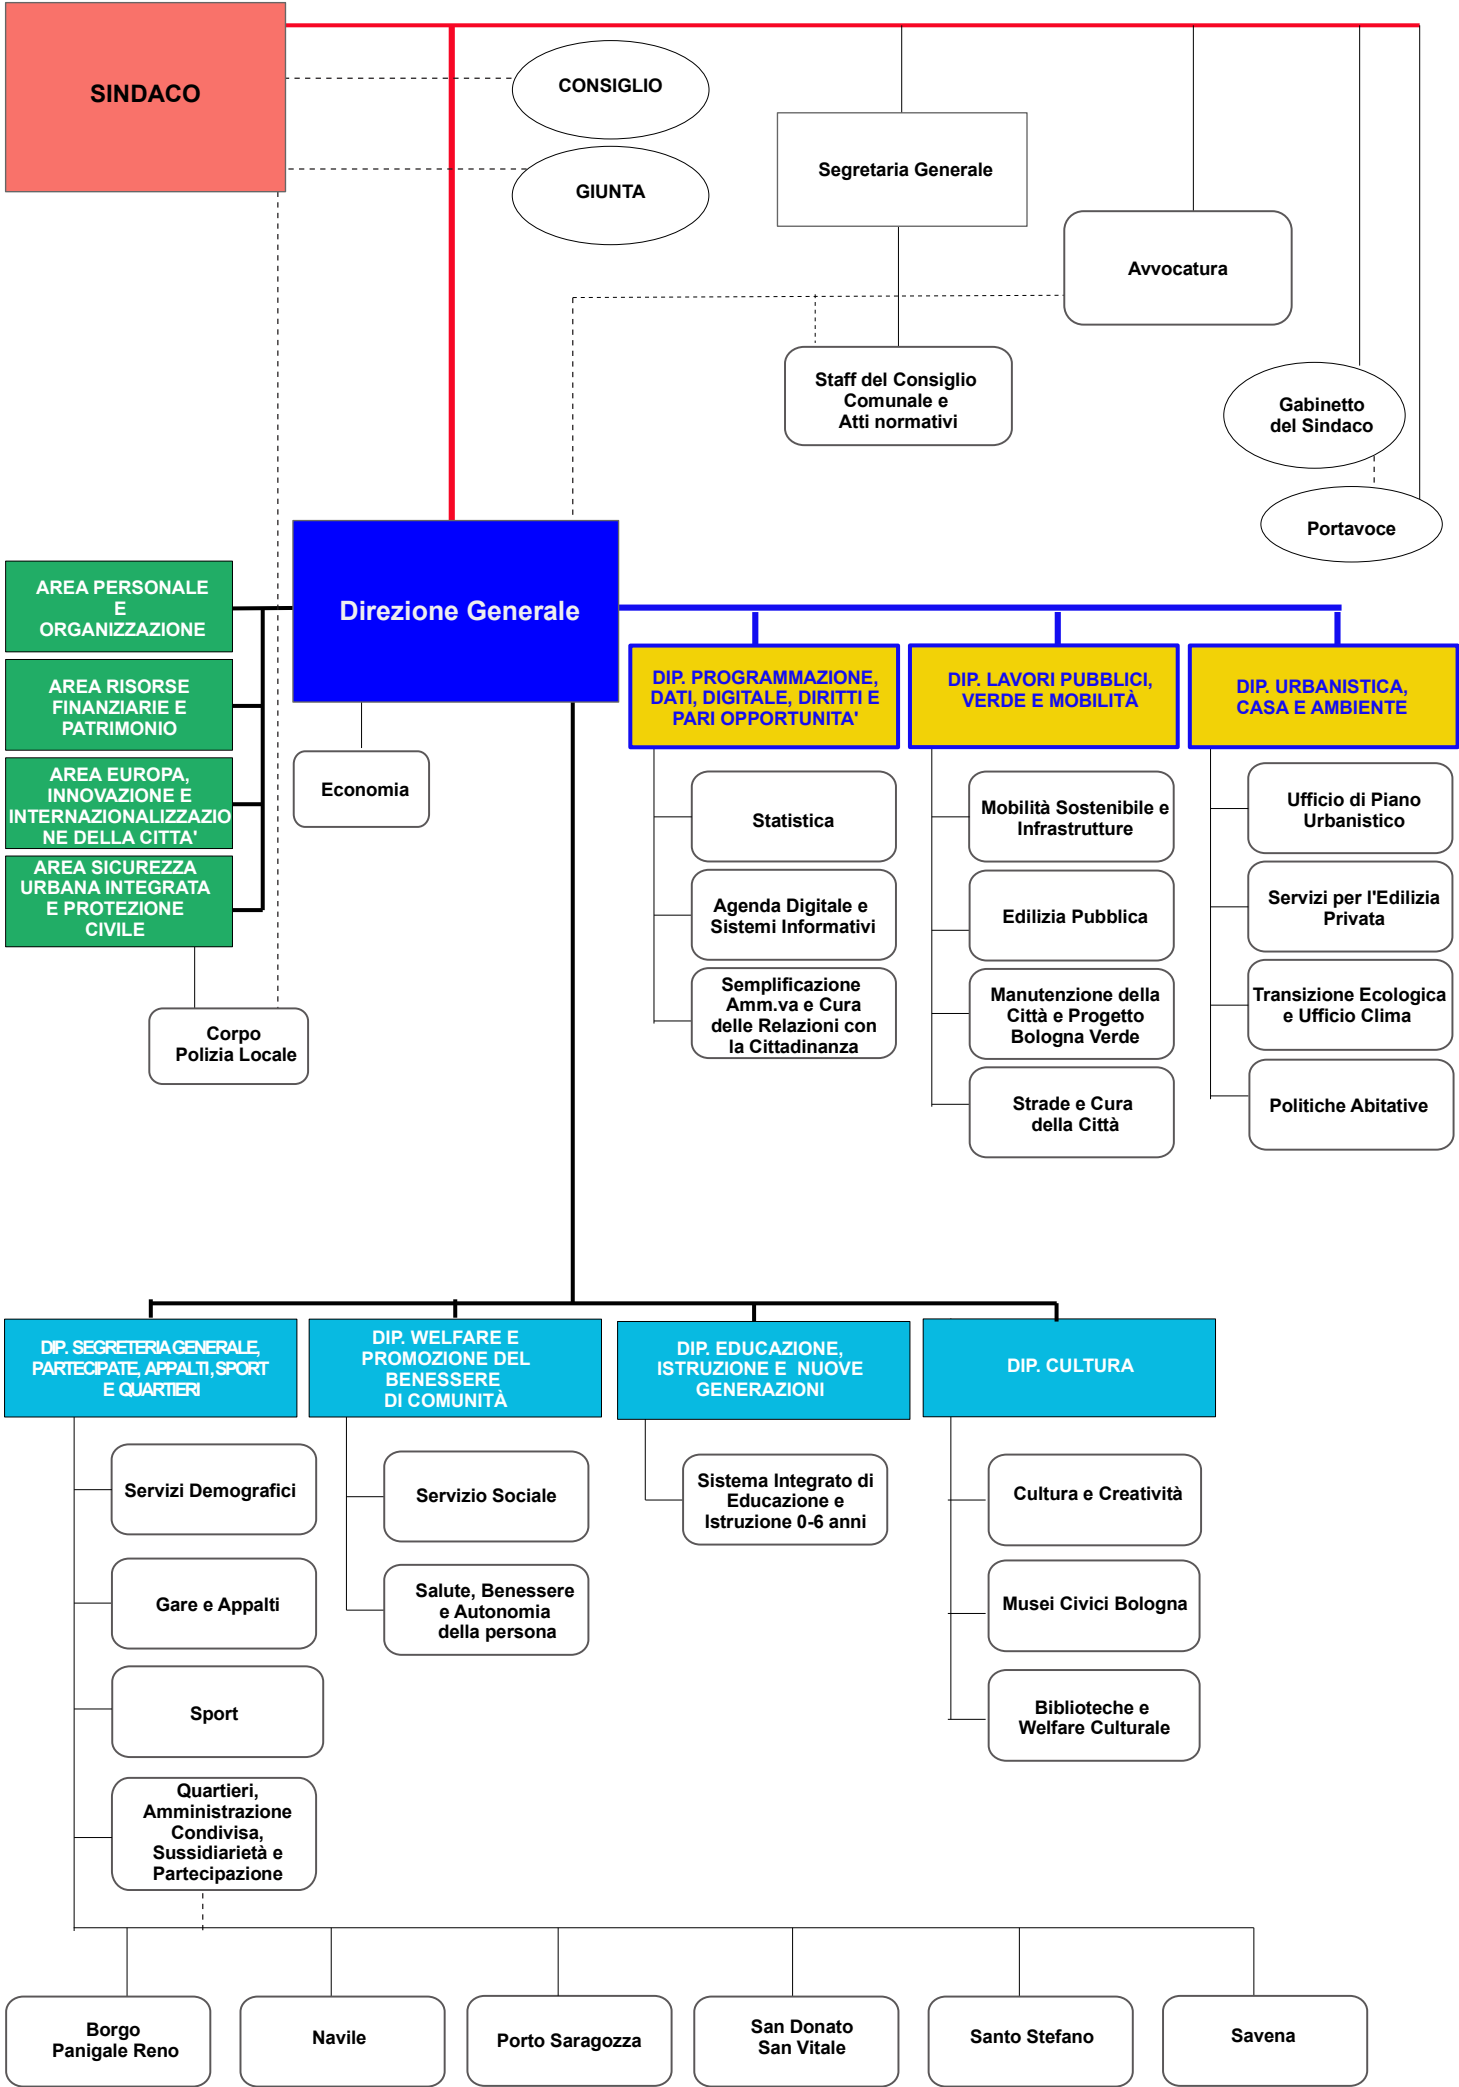 SINDACO
CONSIGLIO
GIUNTA
Segretaria Generale
Avvocatura
Staff del Consiglio
Comunale e
Atti normativi
Gabinetto
del Sindaco
Portavoce
Direzione Generale
AREA PERSONALE
E
ORGANIZZAZIONE
AREA RISORSE
FINANZIARIE E
PATRIMONIO
AREA EUROPA,
INNOVAZIONE E
INTERNAZIONALIZZAZIO
NE DELLA CITTA'
AREA SICUREZZA
URBANA INTEGRATA
E PROTEZIONE
CIVILE
Corpo
Polizia Locale
Economia
DIP. PROGRAMMAZIONE,
DATI, DIGITALE, DIRITTI E
PARI OPPORTUNITA'
Statistica
Agenda Digitale e
Sistemi Informativi
Semplificazione
Amm.va e Cura
delle Relazioni con
la Cittadinanza
DIP. LAVORI PUBBLICI,
VERDE E MOBILITÀ
Mobilità Sostenibile e
Infrastrutture
Edilizia Pubblica
Manutenzione della
Città e Progetto
Bologna Verde
Strade e Cura
della Città
DIP. URBANISTICA,
CASA E AMBIENTE
Ufficio di Piano
Urbanistico
Servizi per l'Edilizia
Privata
Transizione Ecologica
e Ufficio Clima
Politiche Abitative
DIP. SEGRETERIA GENERALE,
PARTECIPATE, APPALTI, SPORT
E QUARTIERI
Servizi Demografici
Gare e Appalti
Sport
Quartieri,
Amministrazione
Condivisa,
Sussidiarietà e
Partecipazione
DIP. WELFARE E
PROMOZIONE DEL
BENESSERE
DI COMUNITÀ
Servizio Sociale
Salute, Benessere
e Autonomia
della persona
DIP. EDUCAZIONE,
ISTRUZIONE E NUOVE
GENERAZIONI
Sistema Integrato di
Educazione e
Istruzione 0-6 anni
DIP. CULTURA
Cultura e Creatività
Musei Civici Bologna
Biblioteche e
Welfare Culturale
Borgo
Panigale Reno
Navile
Porto Saragozza
San Donato
San Vitale
Santo Stefano
Savena